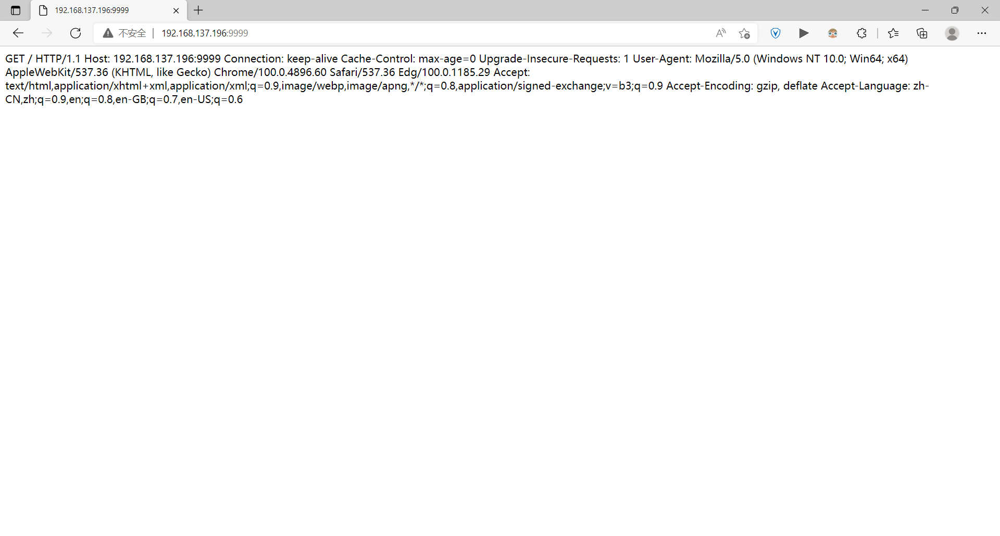 192.168.137.196:9999
不安全 192.168.137.196:9999
GET / HTTP/1.1 Host: 192.168.137.196:9999 Connection: keep-alive Cache-Control: max-age=0 Upgrade-Insecure-Requests: 1 User-Agent: Mozilla/5.0 (Windows NT 10.0; Win64; x64)
AppleWebKit/537.36 (KHTML, like Gecko) Chrome/100.0.4896.60 Safari/537.36 Edg/100.0.1185.29 Accept:
text/html,application/xhtml+xml,application/xml;q=0.9,image/webp,image/apng,*/*;q=0.8,application/signed-exchange;v=b3;q=0.9 Accept-Encoding: gzip, deflate Accept-Language: zh-
CN,zh;q=0.9,en;q=0.8,en-GB;q=0.7,en-US;q=0.6